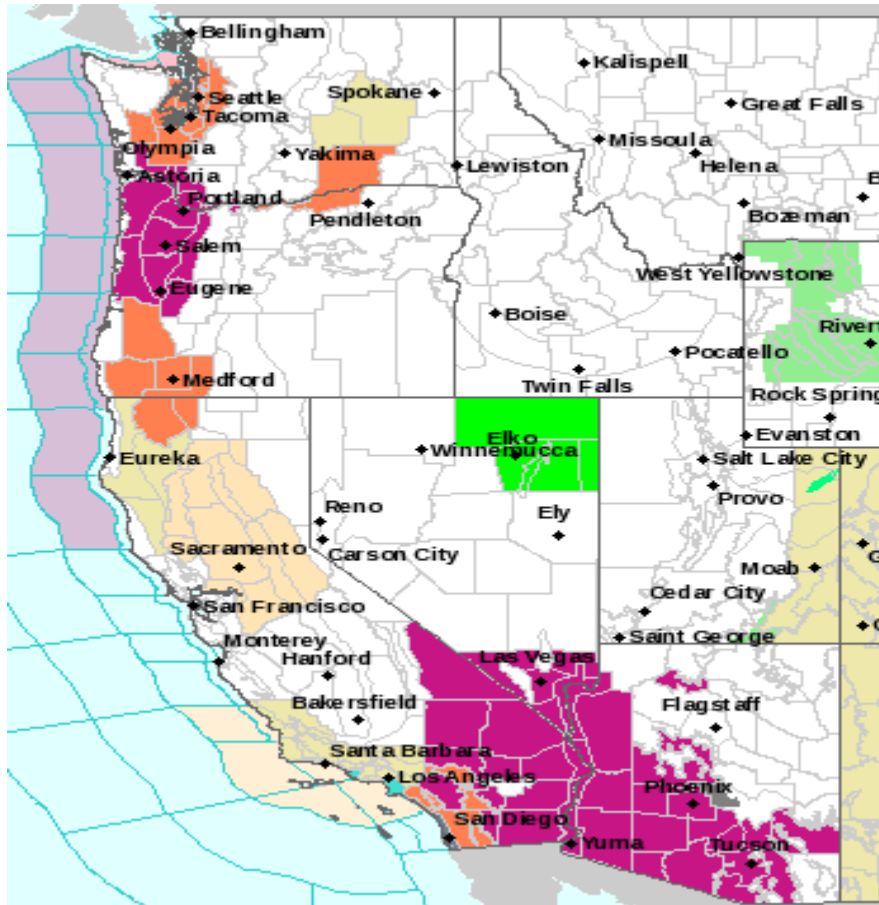 Bellingham
Kalispell
Spokane
Seattle
Great Falls
Tacoma
Olympia
Missoula
Yakima
Lewiston
Helena
Astoria
Portland
Pendleton
Bozeman
B
Salem
West Yellowstone
Eugene
Boise
Rivert
Pocatello
Medford
Twin Falls
Rock Spring
Elko
Evanston
Eureka
Winnemucca
Salt Lake City
Provo
Reno
Ely
Sacramento
Carson City
G
Moab
Cedar City
San Francisco
C
Monterey
Saint George
Hanford
Las Vegas
Bakersfield
Flagstaff
Santa Barbara
Los Angeles
Phoenix
San Diego
Yuma
Tucson